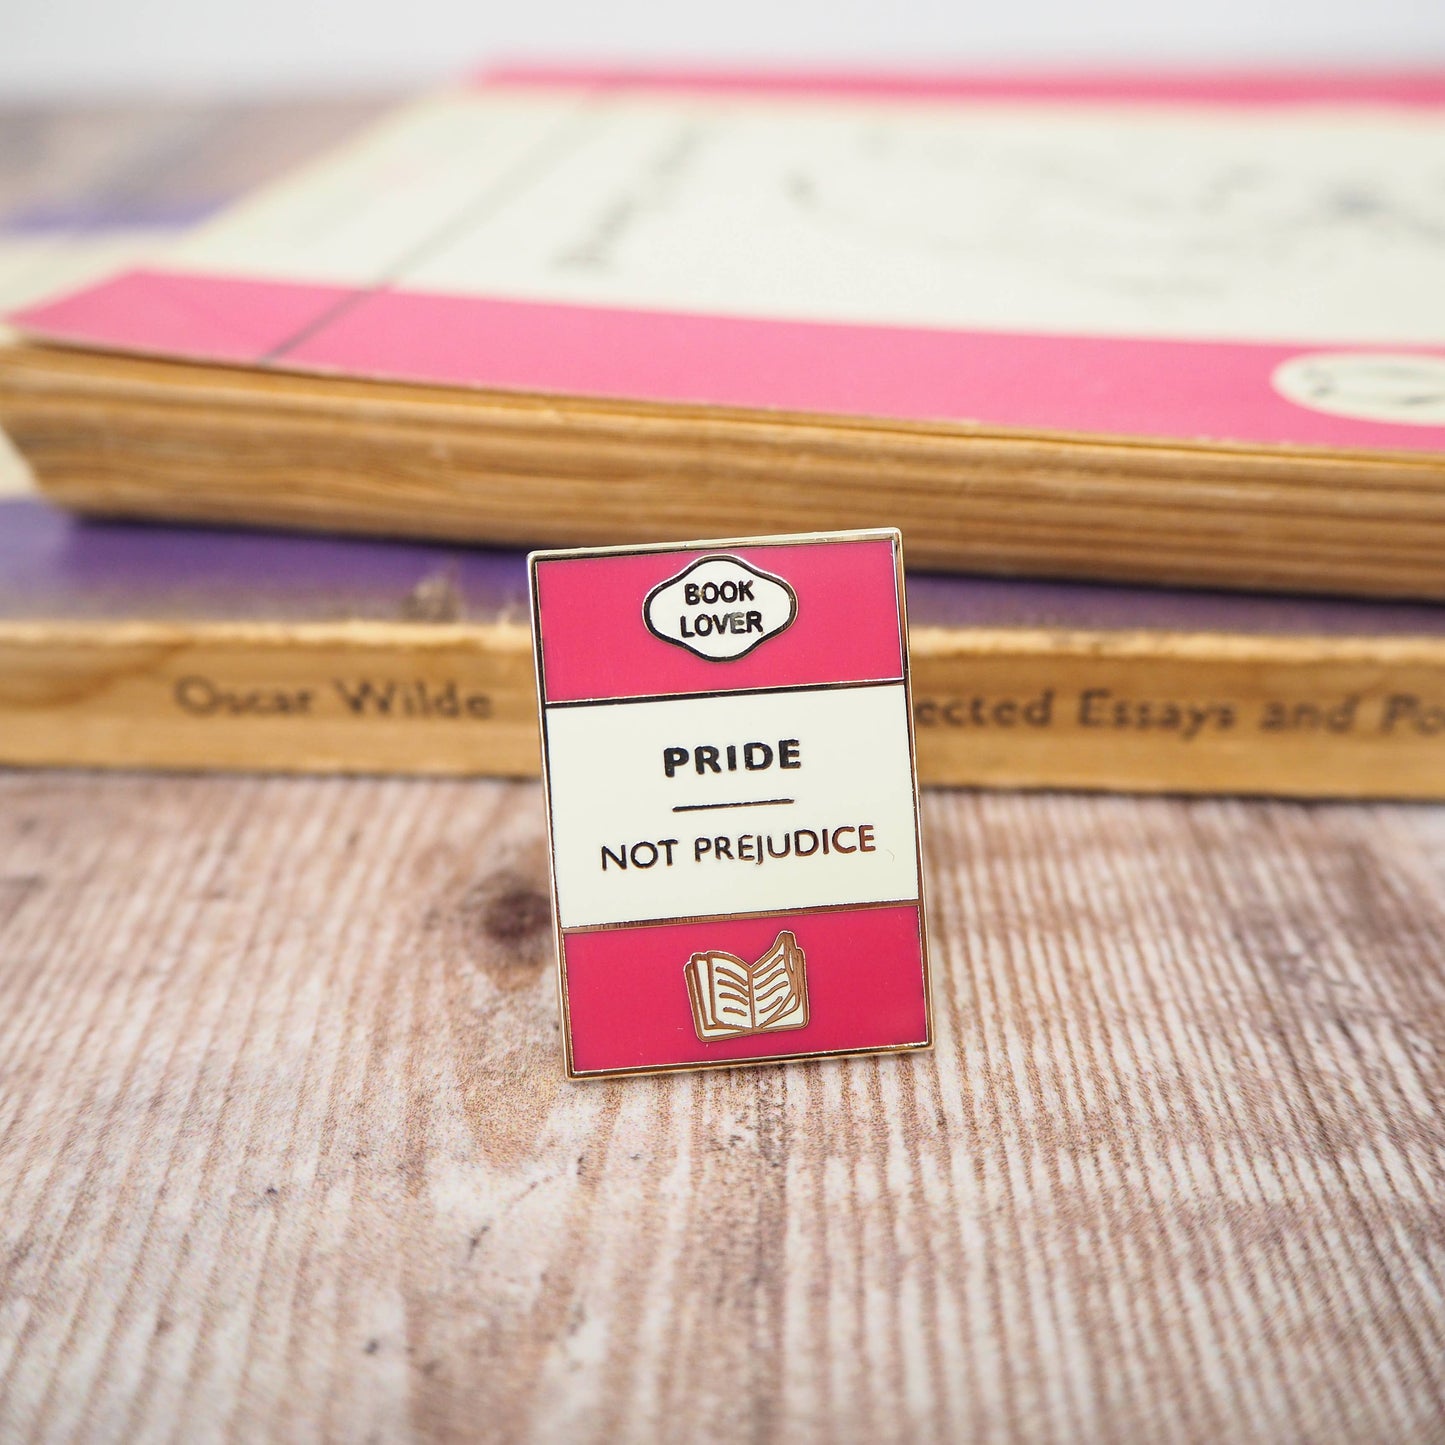 BOOK
LOVER
PRIDE
NOT PREJUDICE
Oscar Wilde
ected Essays and Po